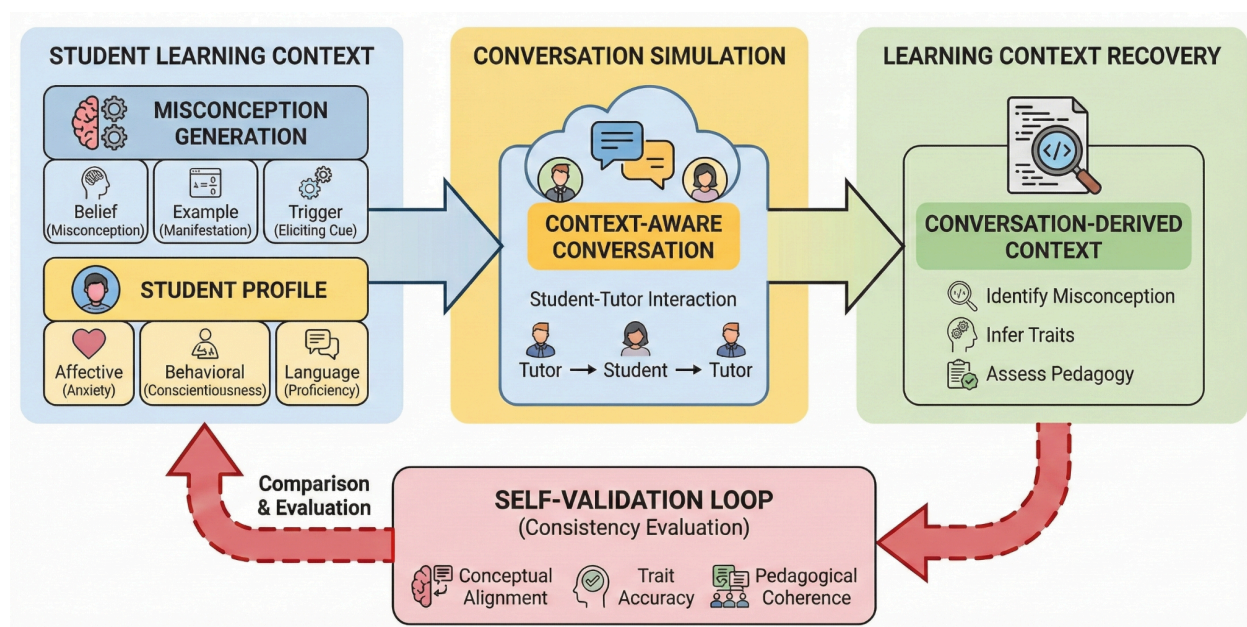 STUDENT LEARNING CONTEXT
MISCONCEPTION
GENERATION
Belief
(Misconception)
Example
(Manifestation)
Trigger
(Eliciting Cue)
STUDENT PROFILE
Affective
(Anxiety)
Behavioral
(Conscientiousness)
Language
(Proficiency)
CONVERSATION SIMULATION
CONTEXT-AWARE
CONVERSATION
Student-Tutor Interaction
Tutor → Student → Tutor
LEARNING CONTEXT RECOVERY
</>
CONVERSATION-DERIVED
CONTEXT
Identify Misconception
Infer Traits
Assess Pedagogy
Comparison
& Evaluation
SELF-VALIDATION LOOP
(Consistency Evaluation)
Conceptual
Alignment
Trait
Accuracy
Pedagogical
Coherence